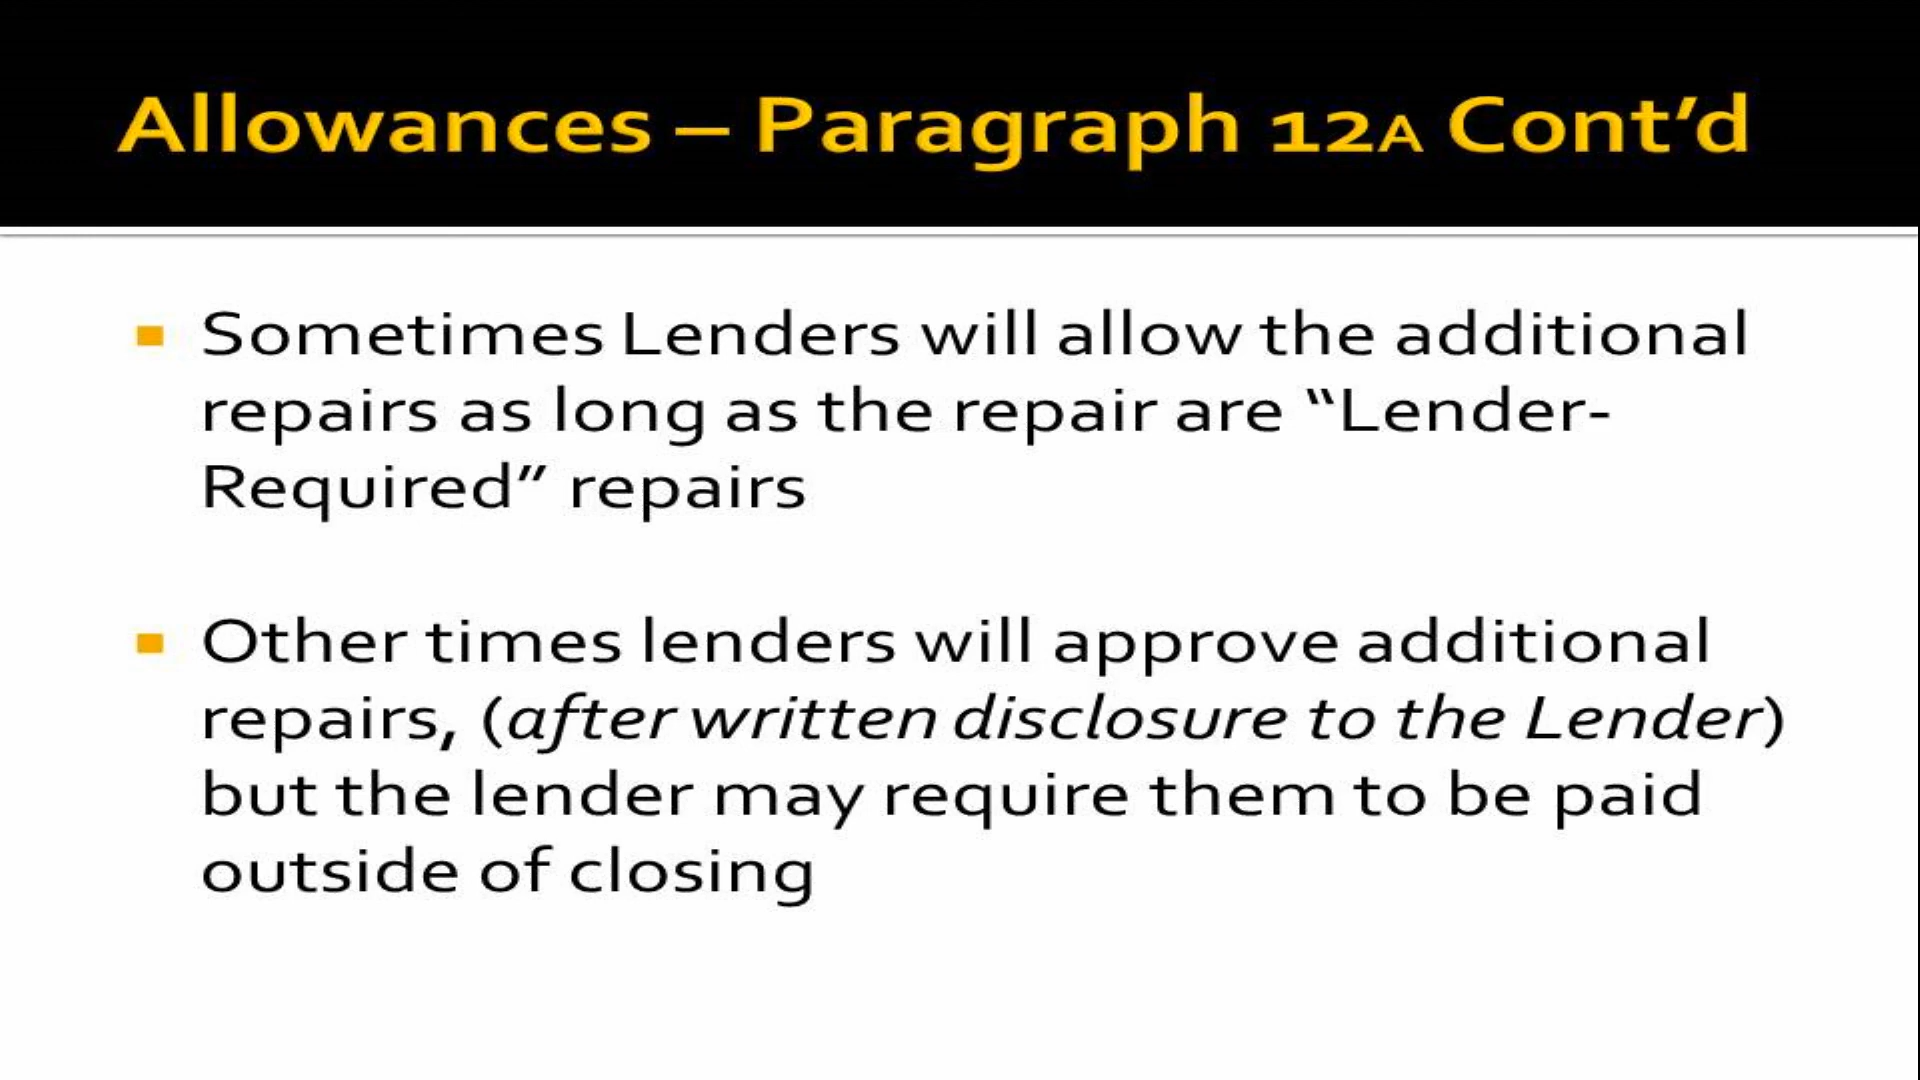 Allowances – Paragraph 12A Cont’d
Sometimes Lenders will allow the additional
repairs as long as the repair are “Lender-
Required” repairs
Other times lenders will approve additional
repairs, (after written disclosure to the Lender)
but the lender may require them to be paid
outside of closing